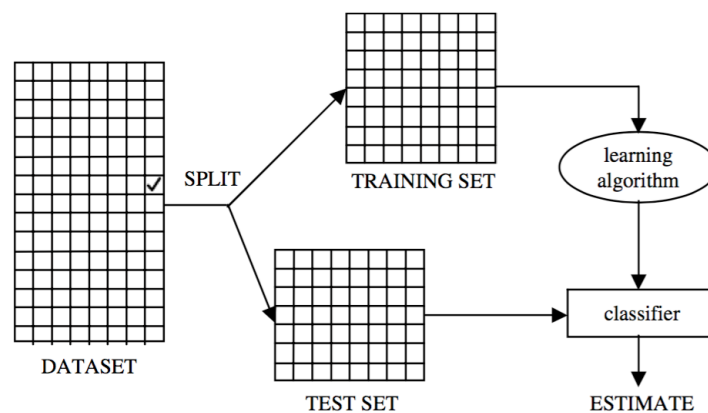 SPLIT
DATASET
TRAINING SET
learning
algorithm
TEST SET
classifier
ESTIMATE